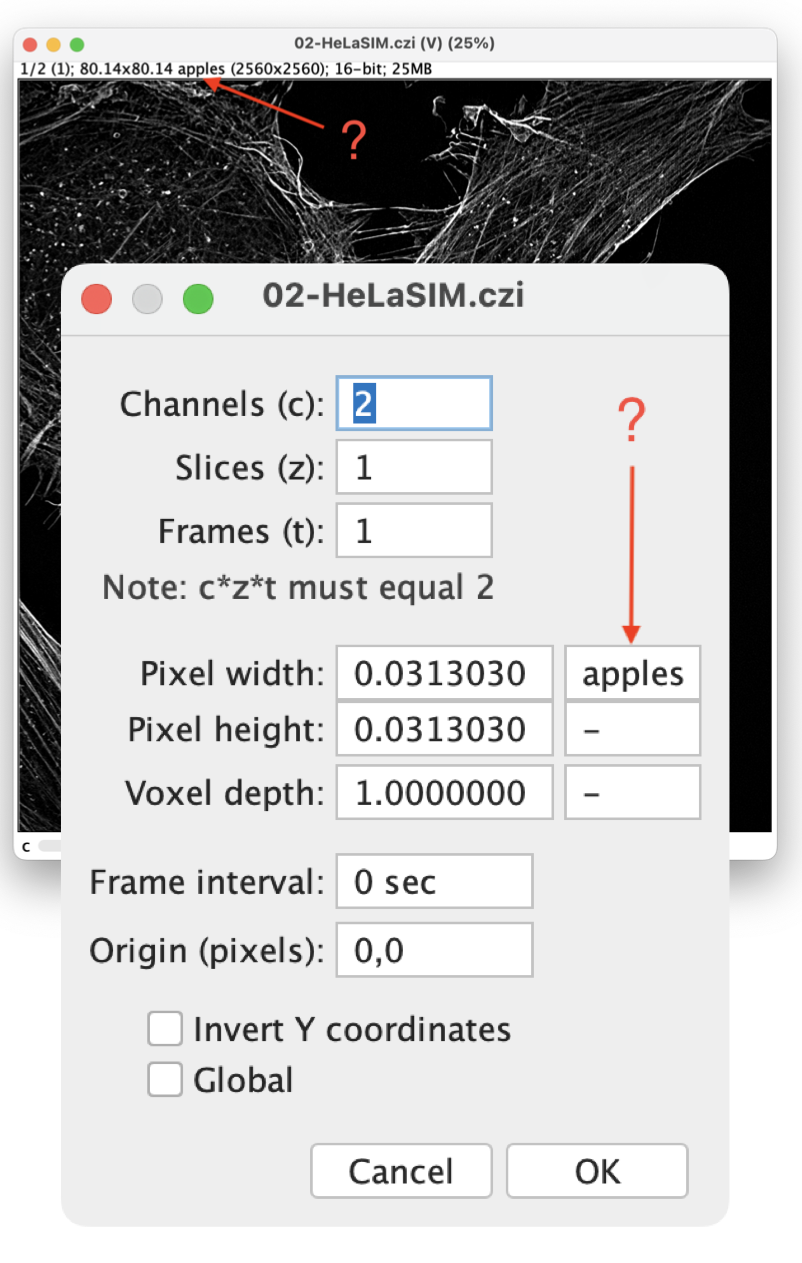 02-HeLaSIM.czi (V) (25%)
1/2 (1); 80.14x80.14 apples (2560x2560); 16-bit; 25MB
?
02-HeLaSIM.czi
Channels (c): 2
?
Slices (z): 1
Frames (t): 1
Note: c*z*t must equal 2
Pixel width: 0.0313030 apples
Pixel height: 0.0313030 -
Voxel depth: 1.0000000 -
c
Frame interval: 0 sec
Origin (pixels): 0,0
Invert Y coordinates
Global
Cancel OK